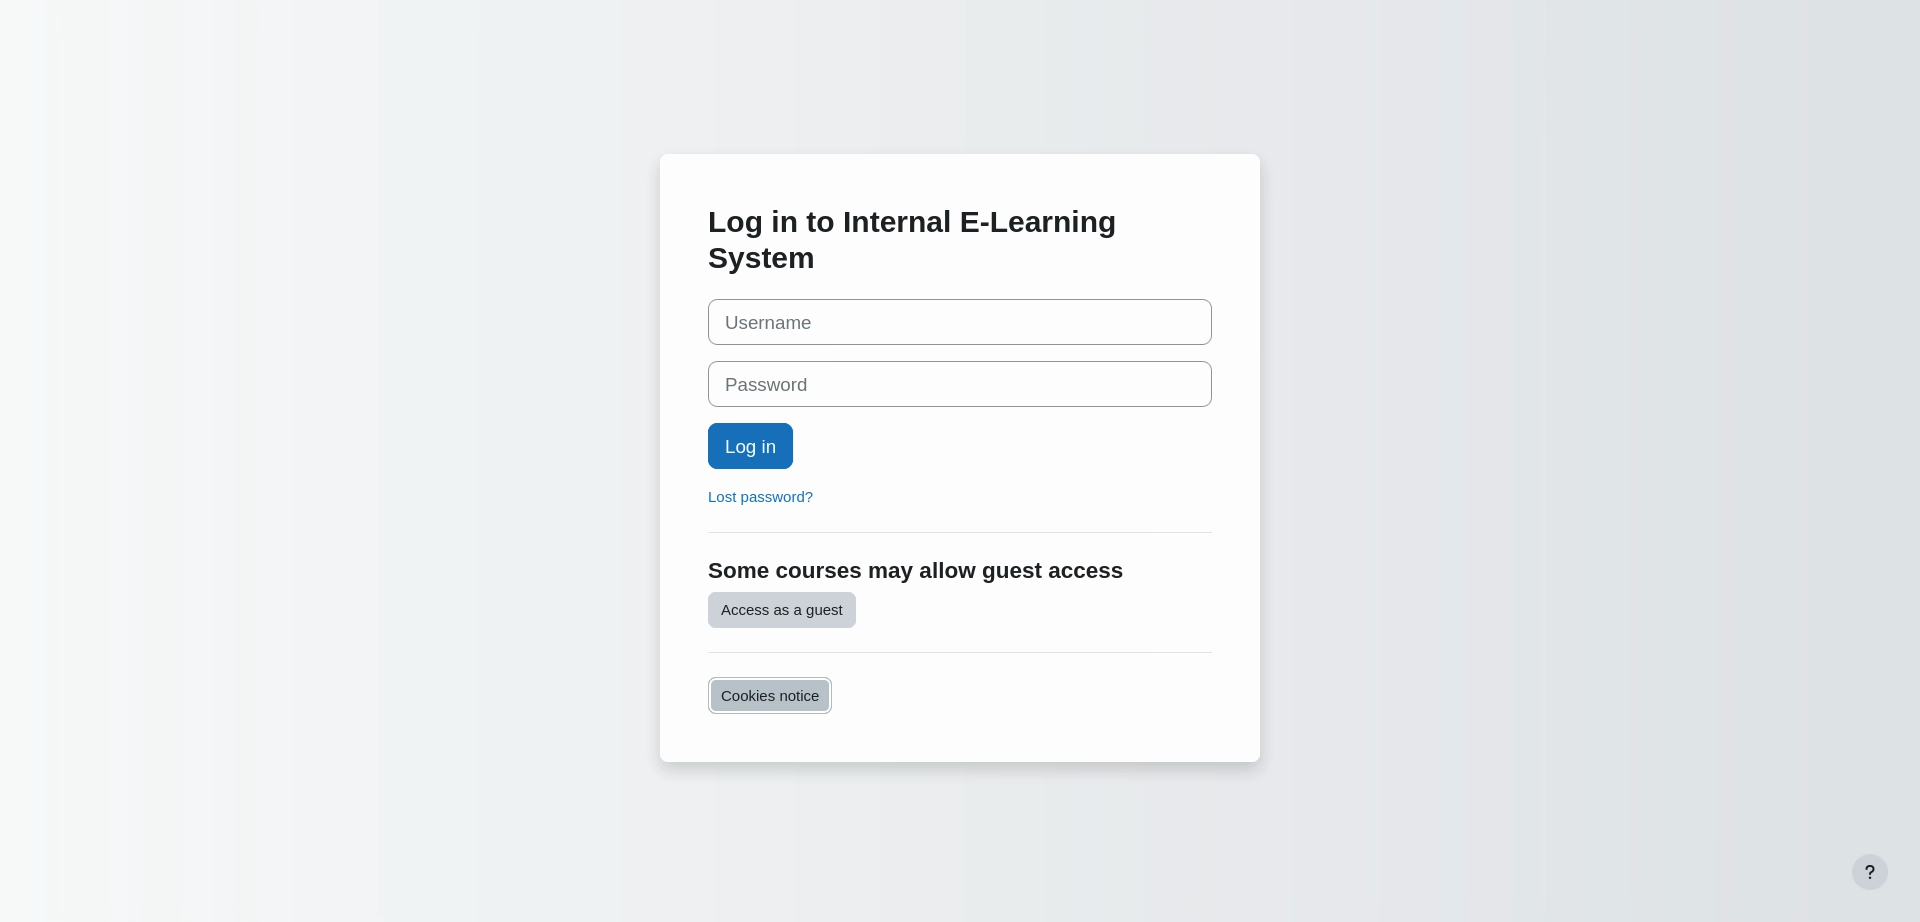 Log in to Internal E-Learning
System
Username
Password
Log in
Lost password?
Some courses may allow guest access
Access as a guest
Cookies notice
?